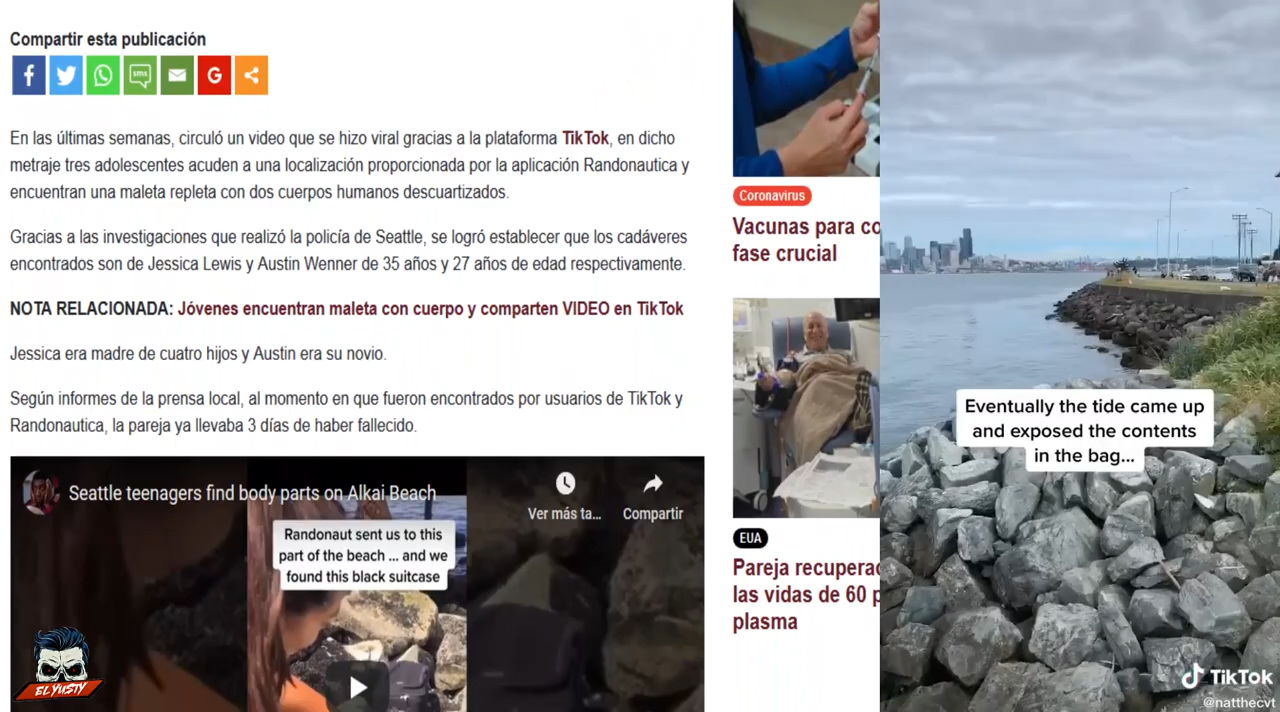 Compartir esta publicación
sms
En las últimas semanas, circuló un video que se hizo viral gracias a la plataforma TikTok, en dicho
metraje tres adolescentes acuden a una localización proporcionada por la aplicación Randonautica y
encuentran una maleta repleta con dos cuerpos humanos descuartizados.
Gracias a las investigaciones que realizó la policía de Seattle, se logró establecer que los cadáveres
encontrados son de Jessica Lewis y Austin Wenner de 35 años y 27 años de edad respectivamente.
NOTA RELACIONADA: Jóvenes encuentran maleta con cuerpo y comparten VIDEO en TikTok
Jessica era madre de cuatro hijos y Austin era su novio.
Según informes de la prensa local, al momento en que fueron encontrados por usuarios de TikTok y
Randonautica, la pareja ya llevaba 3 días de haber fallecido.
Seattle teenagers find body parts on Alkai Beach
Ver más ta...
Compartir
Randonaut sent us to this
part of the beach ... and we
found this black suitcase
EL YUSTY
Coronavirus
Vacunas para co
fase crucial
EUA
Pareja recuperad
las vidas de 60 p
plasma
Eventually the tide came up
and exposed the contents
in the bag...
TikTok
@natthecvt